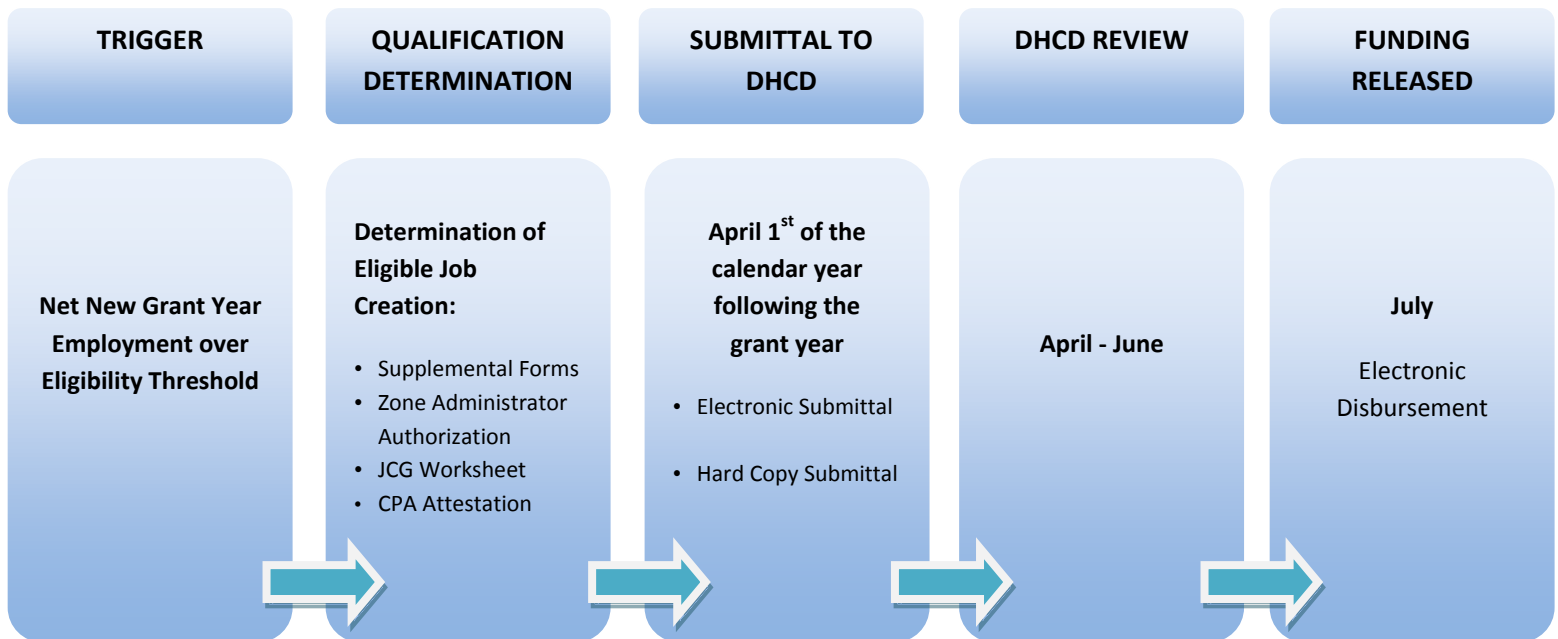 TRIGGER
QUALIFICATION
DETERMINATION
SUBMITTAL TO
DHCD
DHCD REVIEW
FUNDING
RELEASED
Net New Grant Year
Employment over
Eligibility Threshold
Determination of
Eligible Job
Creation:
• Supplemental Forms
• Zone Administrator
Authorization
• JCG Worksheet
• CPA Attestation
April 1st of the
calendar year
following the
grant year
• Electronic Submittal
• Hard Copy Submittal
April - June
July
Electronic
Disbursement